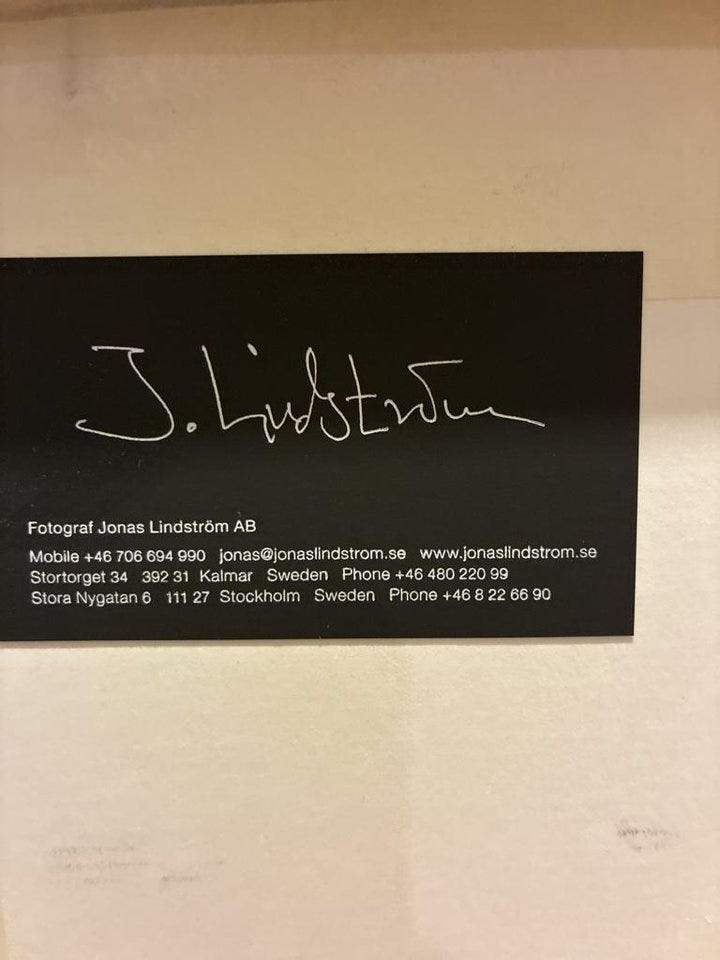 J. Lindström
Fotograf Jonas Lindström AB
Mobile +46 706 694 990 jonas@jonaslindstrom.se www.jonaslindstrom.se
Stortorget 34 392 31 Kalmar Sweden Phone +46 480 220 99
Stora Nygatan 6 111 27 Stockholm Sweden Phone +46 8 22 66 90